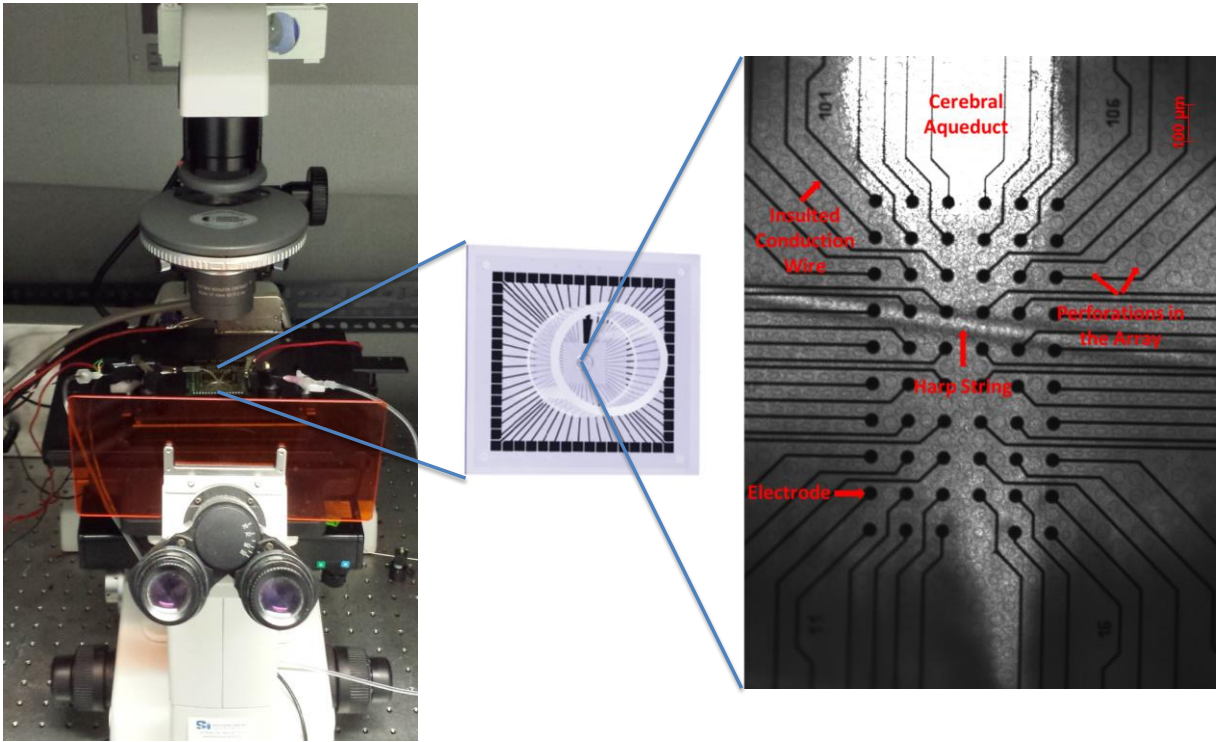 Cerebral
Aqueduct
101
106
100 µm
Insulted
Conduction
Wire
Perforations in
the Array
Harp String
Electrode
11
16